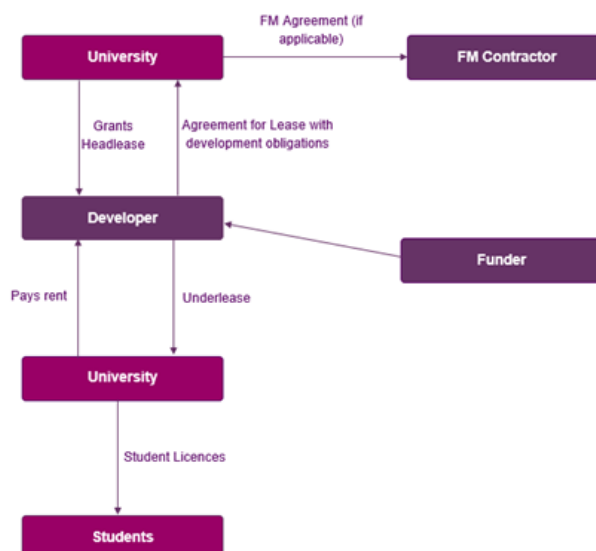 FM Agreement (if
applicable)
University
FM Contractor
Grants
Headlease
Agreement for Lease with
development obligations
Developer
Funder
Pays rent
Underlease
University
Student Licences
Students